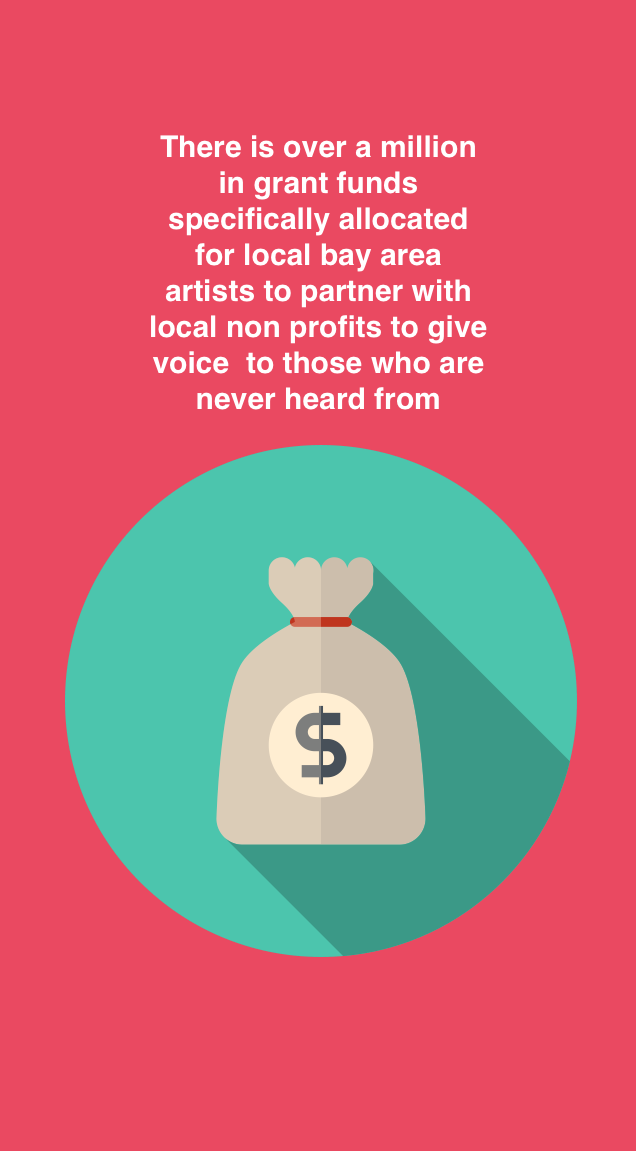 There is over a million
in grant funds
specifically allocated
for local bay area
artists to partner with
local non profits to give
voice  to those who are
never heard from
$